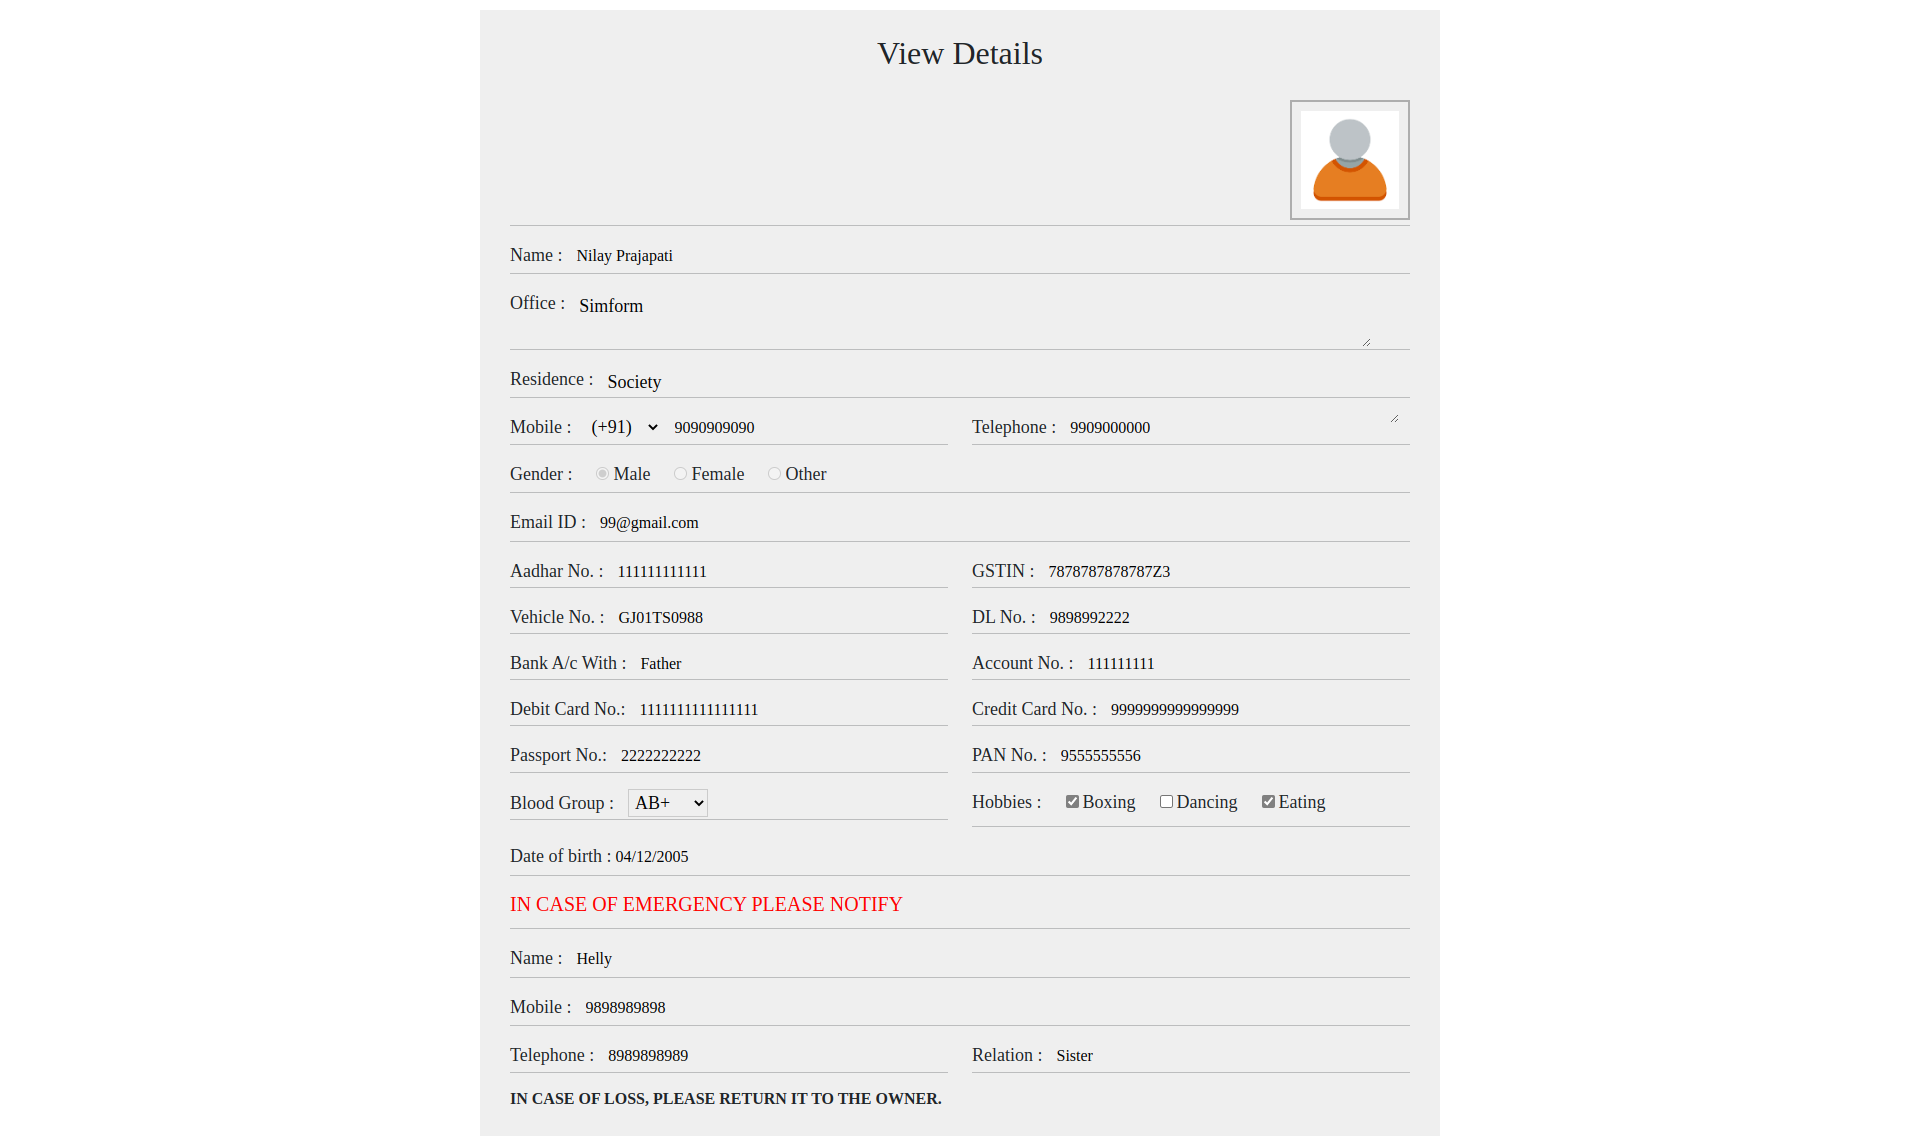 View Details
Name : Nilay Prajapati
Office : Simform
Residence : Society
Mobile : (+91) 9090909090 Telephone : 9909000000
Gender : Male Female Other
Email ID : 99@gmail.com
Aadhar No. : 111111111111 GSTIN : 7878787878787Z3
Vehicle No. : GJ01TS0988 DL No. : 9898992222
Bank A/c With : Father Account No. : 111111111
Debit Card No.: 1111111111111111 Credit Card No. : 9999999999999999
Passport No.: 2222222222 PAN No. : 9555555556
Blood Group : AB+ Hobbies : Boxing Dancing Eating
Date of birth : 04/12/2005
IN CASE OF EMERGENCY PLEASE NOTIFY
Name : Helly
Mobile : 9898989898
Telephone : 8989898989 Relation : Sister
IN CASE OF LOSS, PLEASE RETURN IT TO THE OWNER.